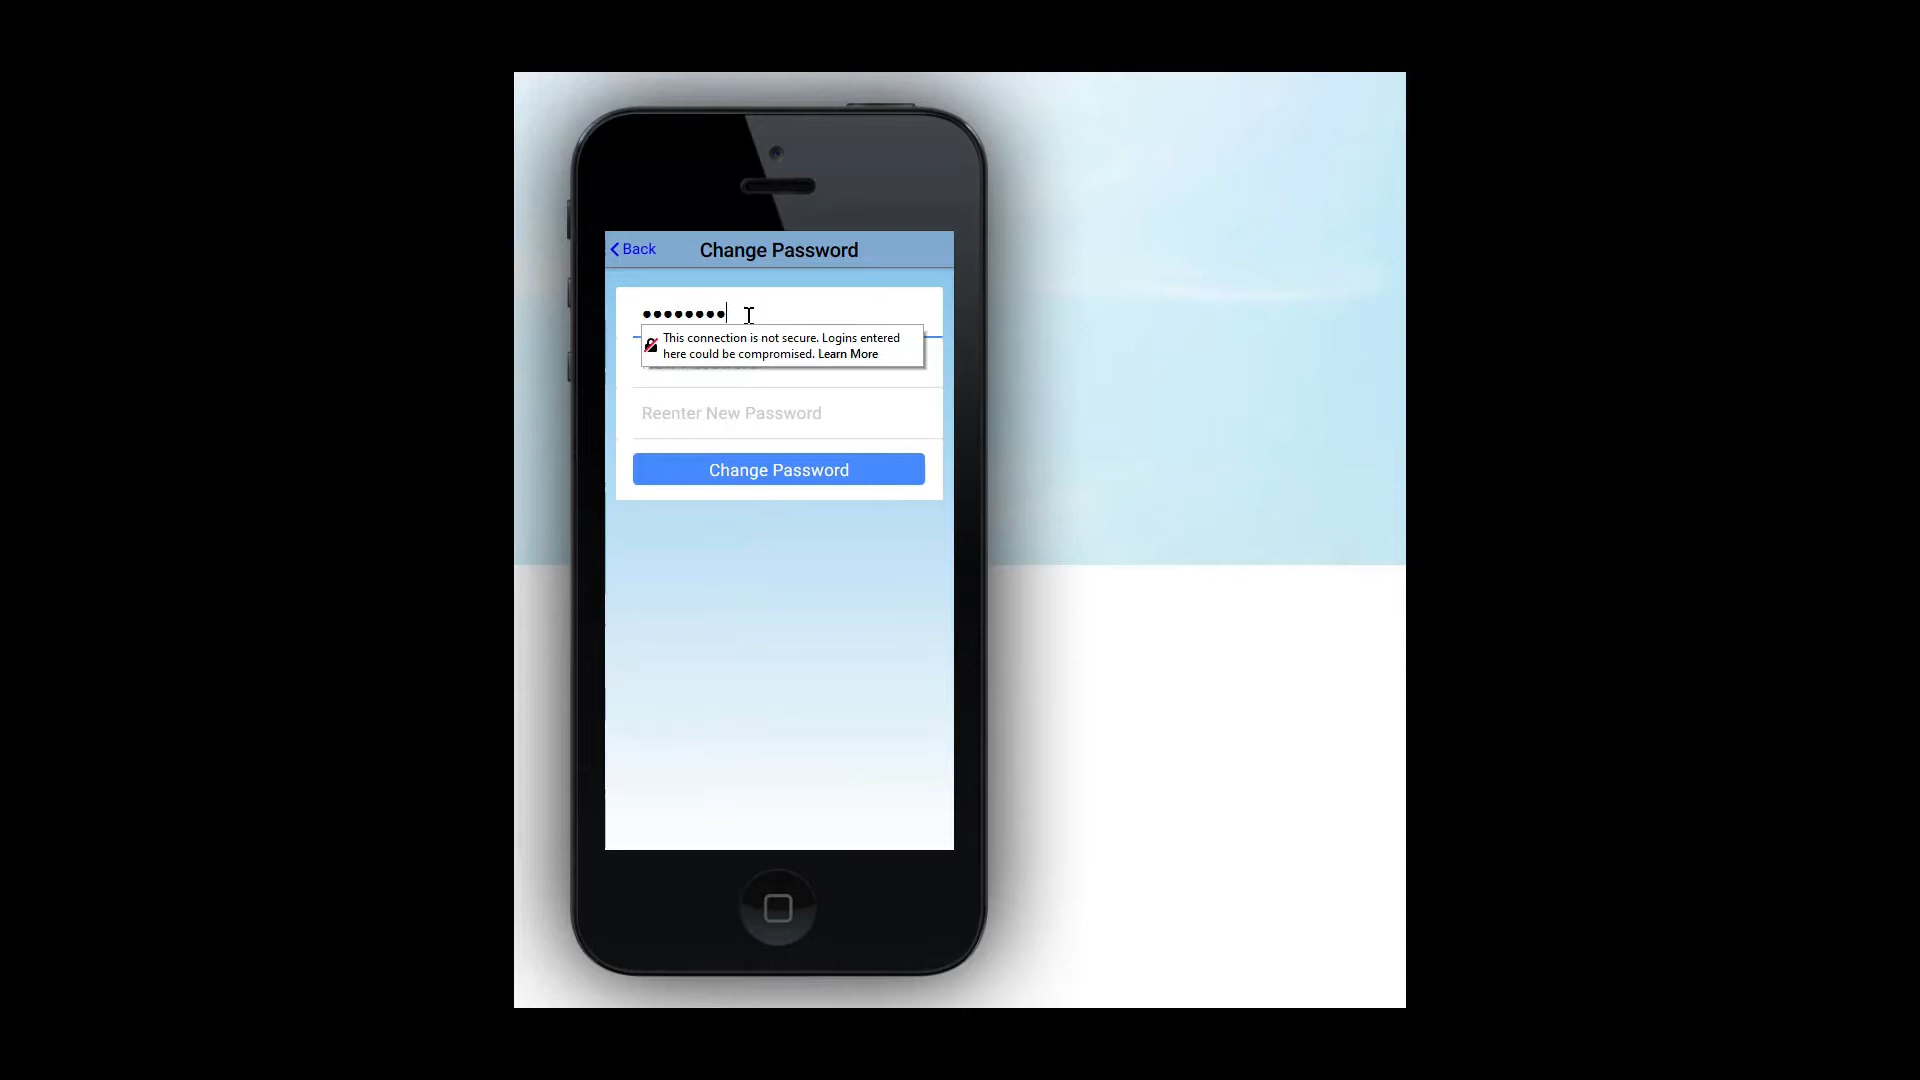 Back
Change Password
••••••••
This connection is not secure. Logins entered
here could be compromised. Learn More
Reenter New Password
Change Password